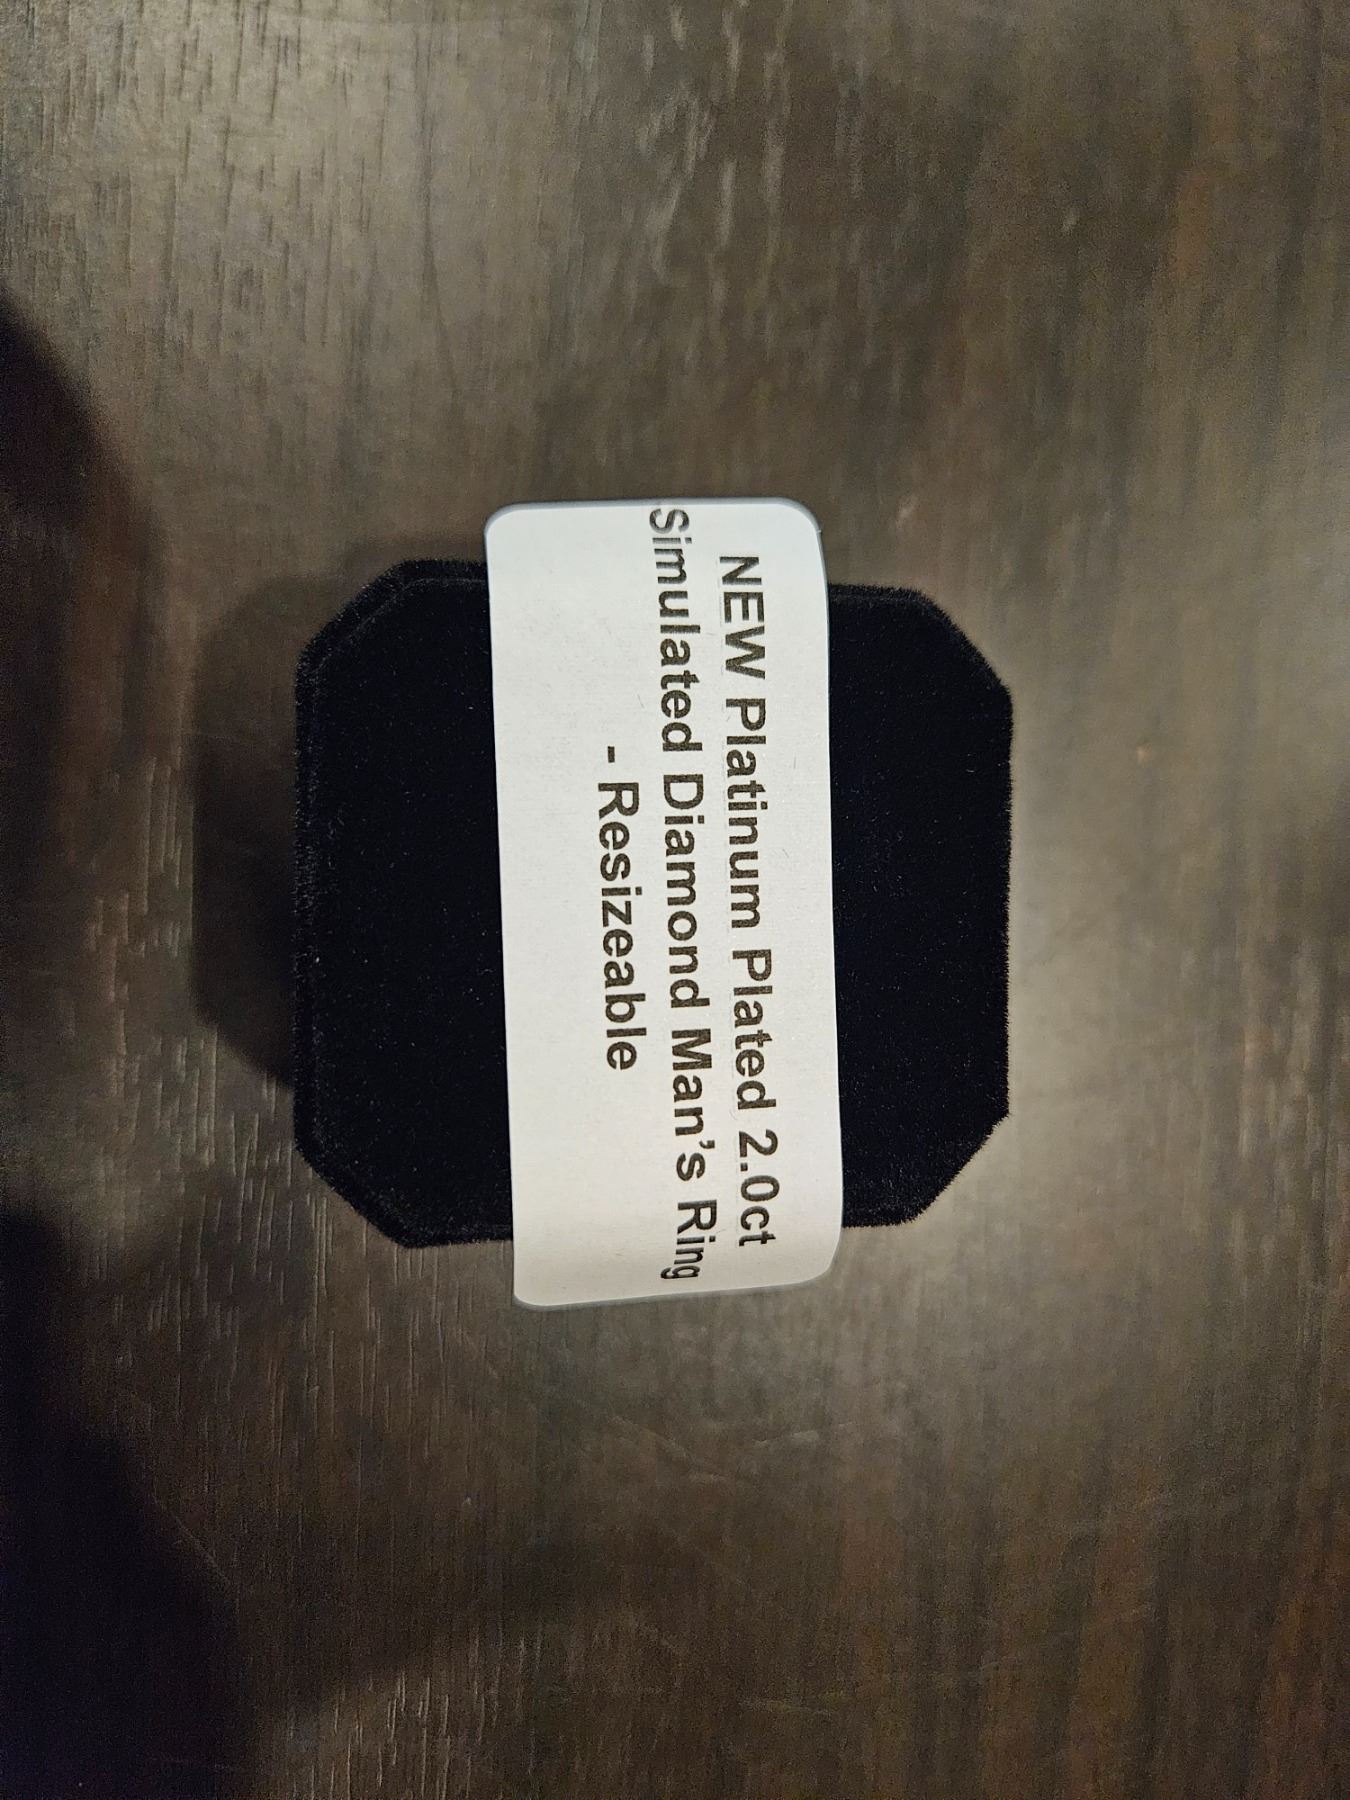 NEW Platinum Plated 2.0ct
Simulated Diamond Man's Ring
- Resizeable